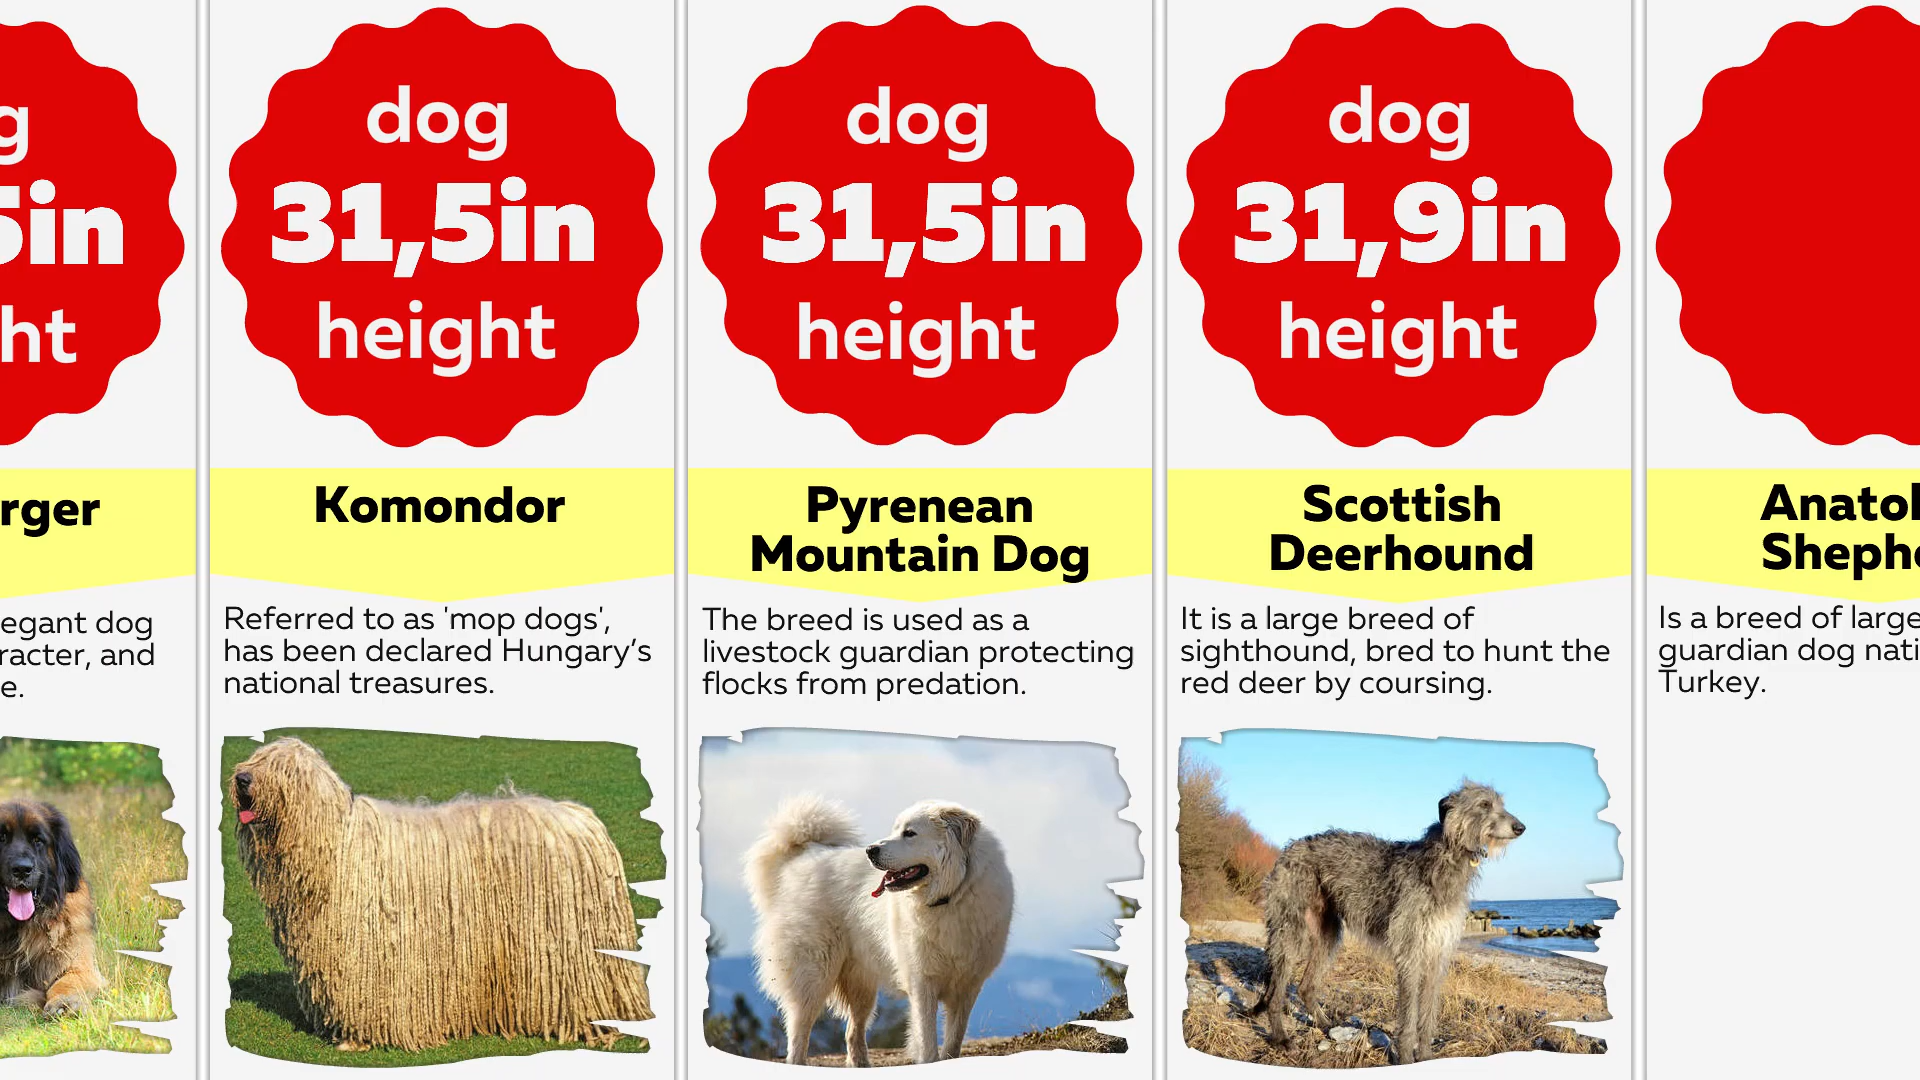 g
5in
ht
rger
egant dog
racter, and
e.
dog
31,5in
height
Komondor
Referred to as 'mop dogs',
has been declared Hungary’s
national treasures.
dog
31,5in
height
Pyrenean
Mountain Dog
The breed is used as a
livestock guardian protecting
flocks from predation.
dog
31,9in
height
Scottish
Deerhound
It is a large breed of
sighthound, bred to hunt the
red deer by coursing.
Anatol
Sheph
Is a breed of large
guardian dog nati
Turkey.